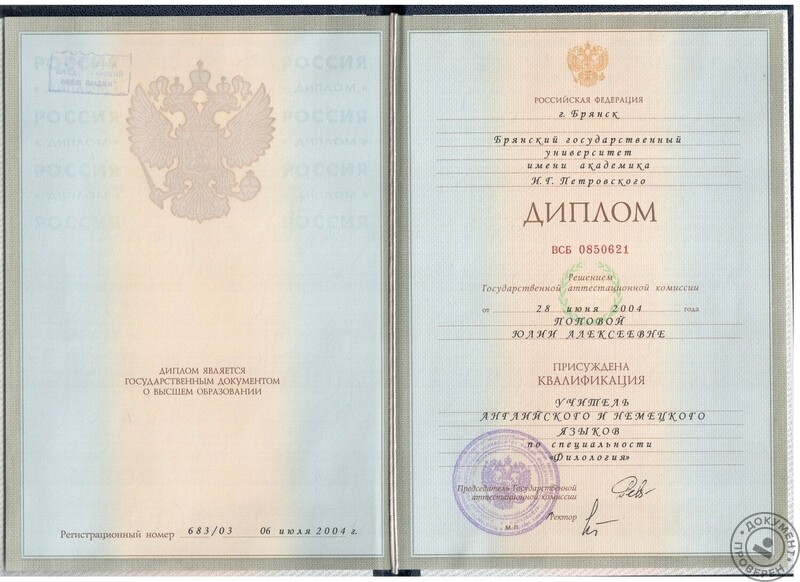 РОССИЯ
ДИПЛОМ
РОССИЯ
ДИПЛОМ
РОССИЯ
ДИПЛОМ
РОССИЯ
ДИПЛОМ ЯВЛЯЕТСЯ
ГОСУДАРСТВЕННЫМ ДОКУМЕНТОМ
О ВЫСШЕМ ОБРАЗОВАНИИ
Регистрационный номер 683/03 06 июля 2004 г.
РОССИЙСКАЯ ФЕДЕРАЦИЯ
г. Брянск
Брянский государственный
университет
имени академика
И.Г. Петровского
ДИПЛОМ
ВСБ 0850621
Решением
Государственной аттестационной комиссии
от 28 июня 2004 года
ПОПОВОЙ
ЮЛИИ АЛЕКСЕЕВНЕ
ПРИСУЖДЕНА
КВАЛИФИКАЦИЯ
УЧИТЕЛЬ
АНГЛИЙСКОГО И НЕМЕЦКОГО
ЯЗЫКОВ
по специальности
«Филология»
Председатель Государственной
аттестационной комиссии
Ректор
М.П.
ДОКУМЕНТ
ПРОВЕРЕН